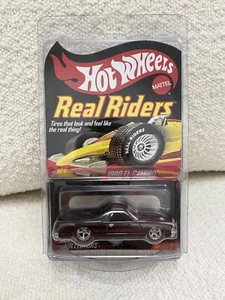 Hot Wheels
MATTEL
Real Riders
Tires that look and feel like
the real thing!
REAL RIDERS
1980 EL CAMINO